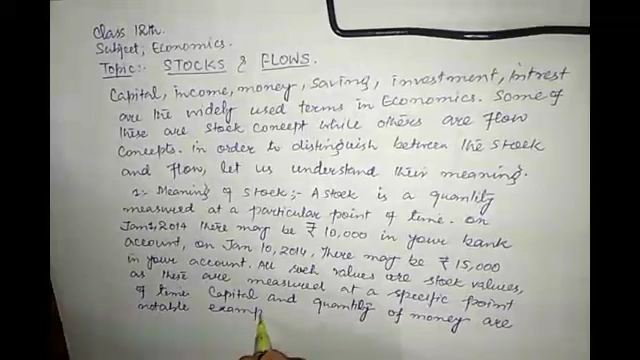 Class 12th.
Subject; Economics.
Topic:- STOCKS & FLOWS.
Capital, income, money, saving, investment, intrest
are the widely used terms in Economics. Some of
these are stock concept while others are flow
concepts. In order to distinguish between the stock
and flow, let us understand their meaning.
1:- Meaning of stock;- A stock is a quantity
measured at a particular point of time. On
Jan 1, 2014 there may be ₹ 10,000 in your bank
account, on Jan 10, 2014, There may be ₹ 15,000
in your account. All such values are stock values,
as these are measured at a specific point
of time. Capital and quantity of money are
notable examp